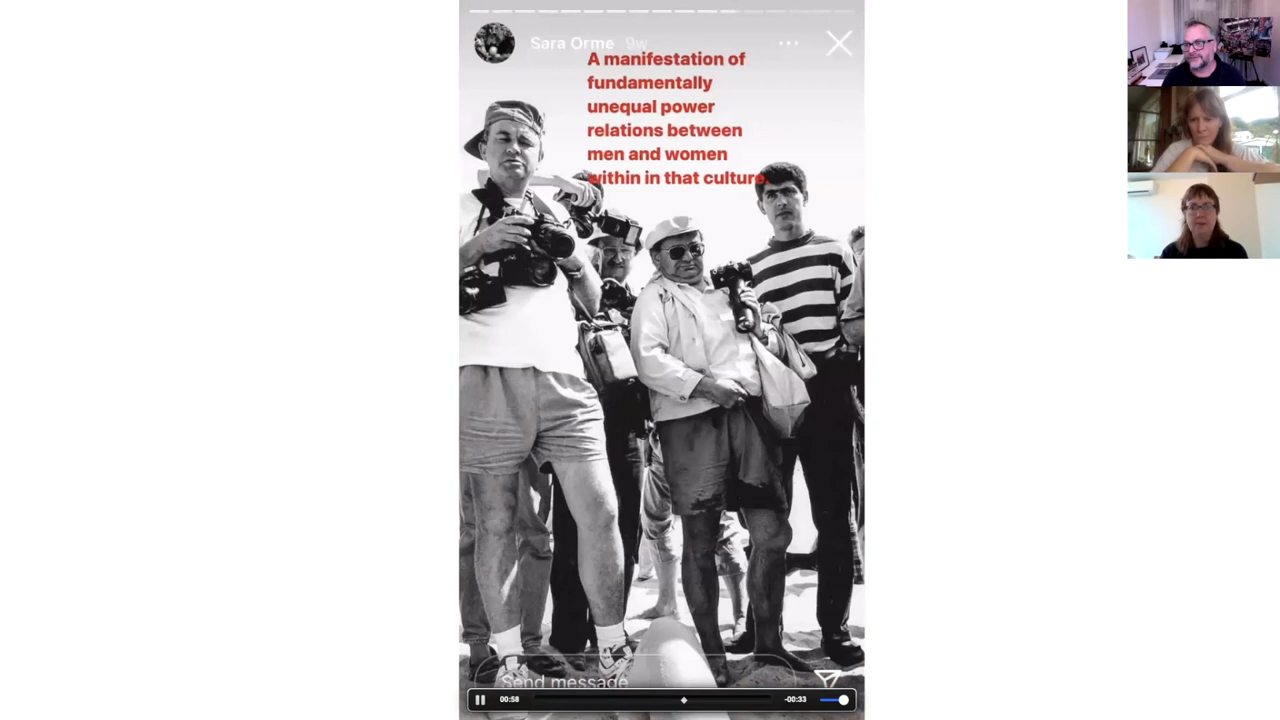 Sara Orme 9w
A manifestation of
fundamentally
unequal power
relations between
men and women
within in that culture.
Send message
00:58
-00:33